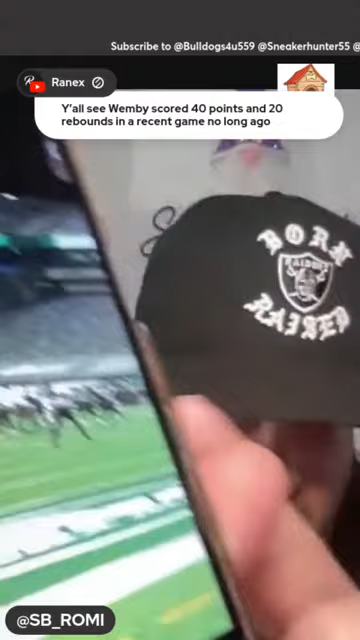 Subscribe to @Bulldogs4u559 @Sneakerhunter55 @
Ranex
Y'all see Wemby scored 40 points and 20
rebounds in a recent game no long ago
BORN
RAIDERS
RAISED
@SB_ROMI